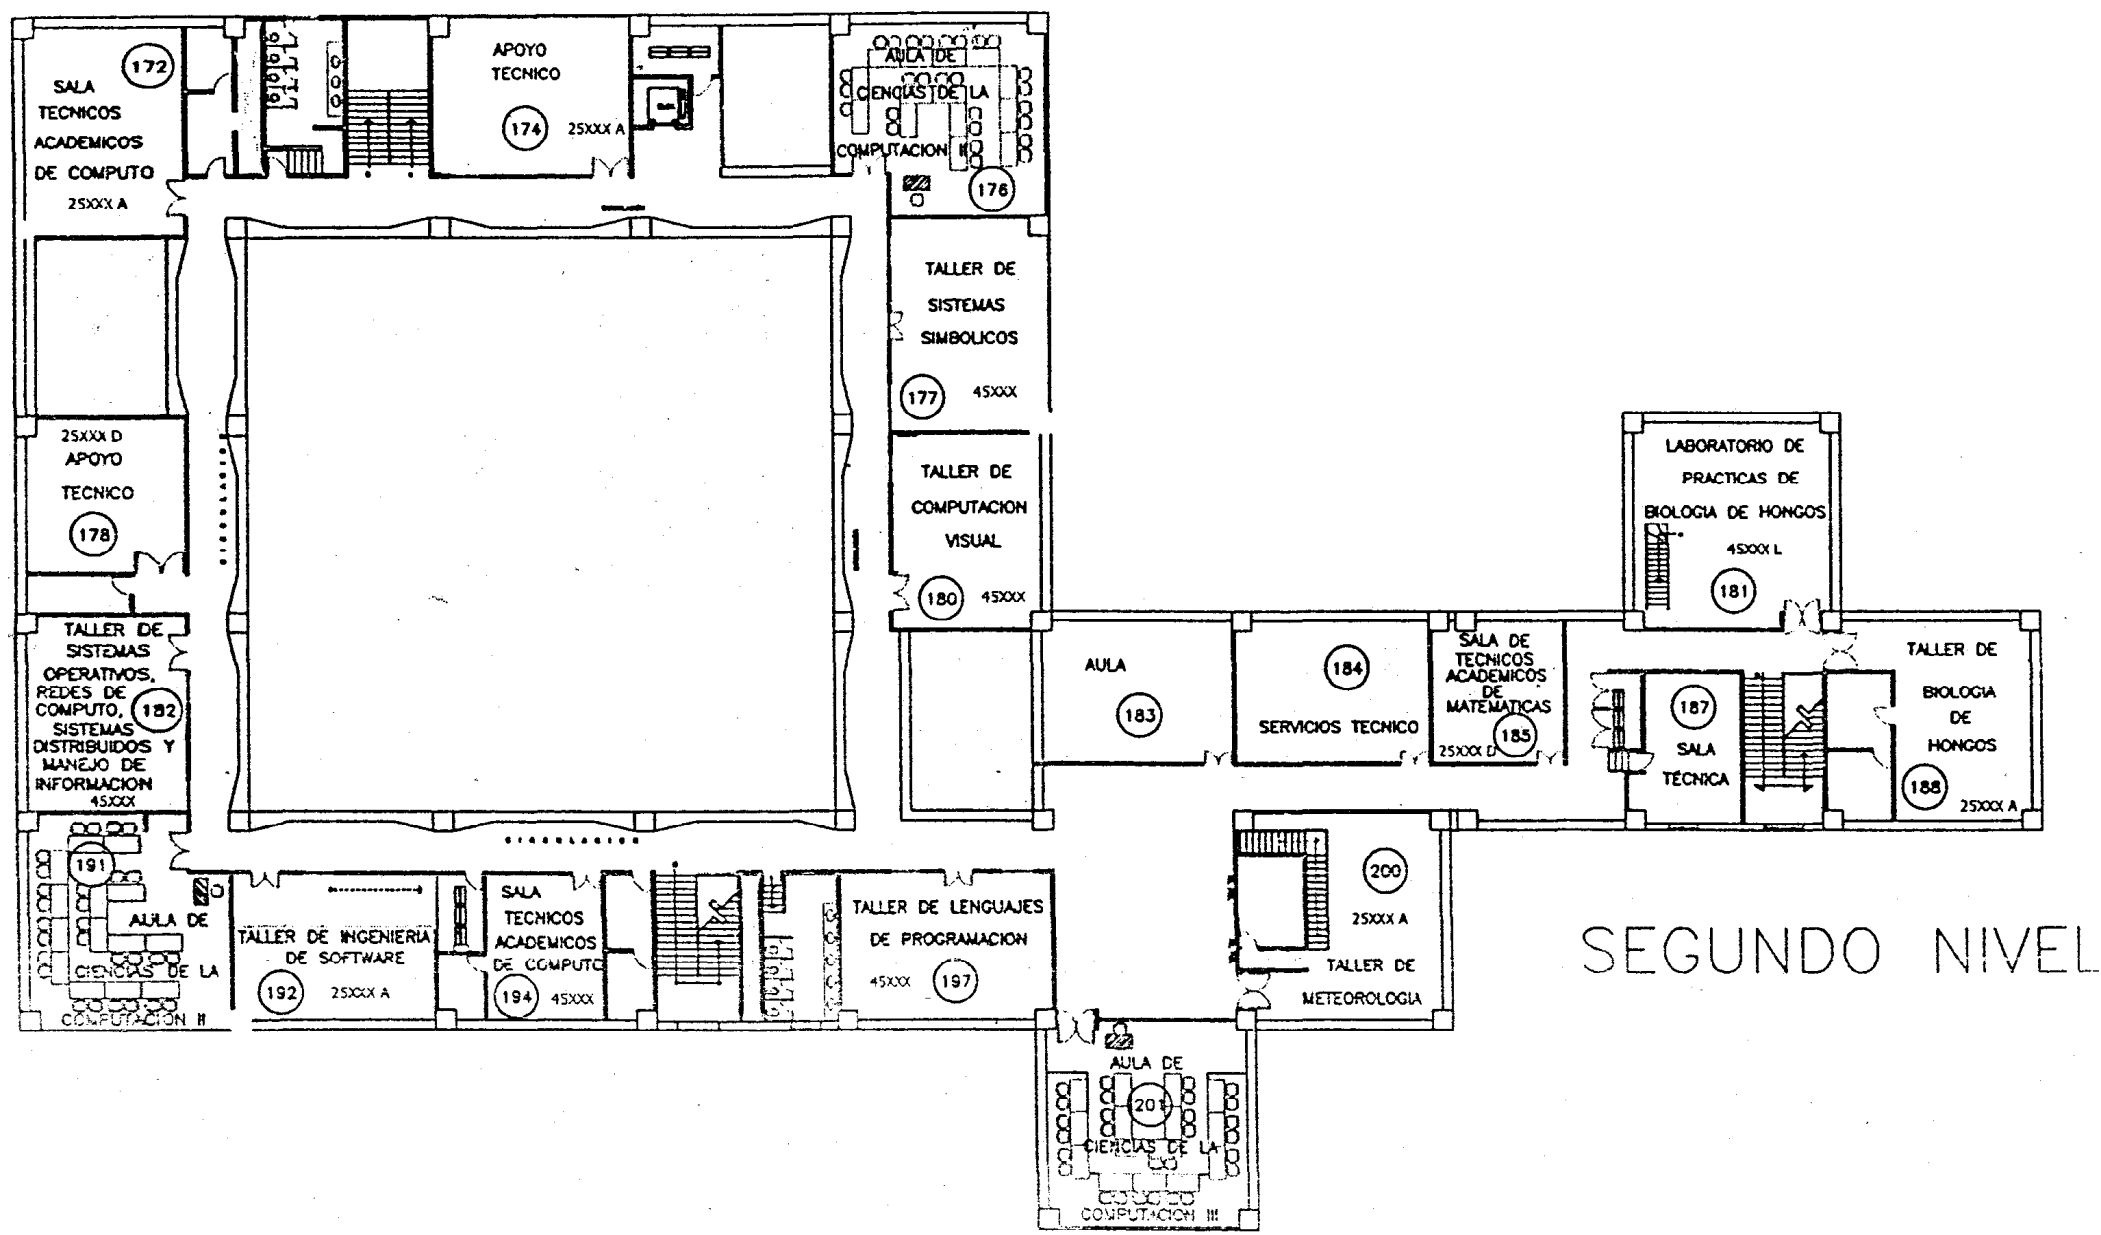 172
SALA
TECNICOS
ACADEMICOS
DE COMPUTO
25XXX A
APOYO
TECNICO
174
25XXX A
AULA DE
CIENCIAS DE LA
COMPUTACION II
176
TALLER DE
SISTEMAS
SIMBOLICOS
177
45XXX
25XXX D
APOYO
TECNICO
178
CIRCULACION
TALLER DE
COMPUTACION
VISUAL
180
45XXX
LABORATORIO DE
PRACTICAS DE
BIOLOGIA DE HONGOS
45XXX L
181
TALLER DE
SISTEMAS
OPERATIVOS,
REDES DE
COMPUTO,
182
SISTEMAS
DISTRIBUIDOS Y
MANEJO DE
INFORMACION
45XXX
AULA
183
184
SERVICIOS TECNICO
SALA DE
TECNICOS
ACADEMICOS
DE
MATEMATICAS
185
25XXX D
187
SALA
TÉCNICA
TALLER DE
BIOLOGIA
DE
HONGOS
188
25XXX A
CIRCULACION
191
AULA DE
CIENCIAS DE LA
COMPUTACION II
TALLER DE INGENIERIA
DE SOFTWARE
192
25XXX A
SALA
TECNICOS
ACADEMICOS
DE COMPUTO
194
45XXX
TALLER DE LENGUAJES
DE PROGRAMACION
45XXX
197
200
25XXX A
TALLER DE
METEOROLOGIA
SEGUNDO NIVEL
AULA DE
201
CIENCIAS DE LA
COMPUTACION III